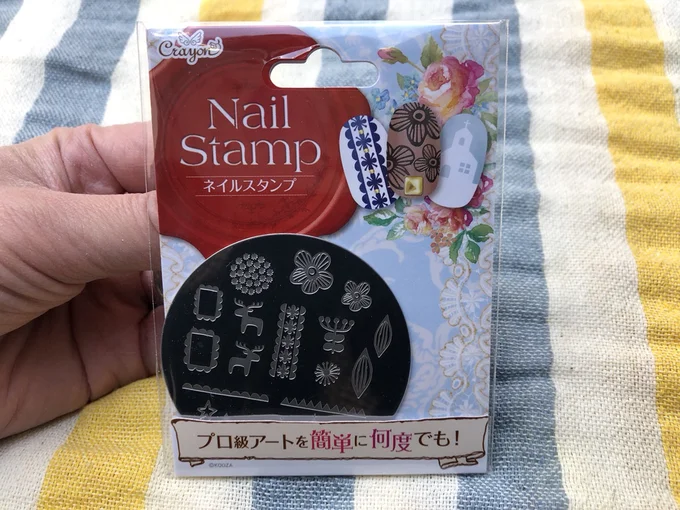 Crayon
Nail
Stamp
ネイルスタンプ
プロ級アートを簡単に何度でも!
©KOUZA